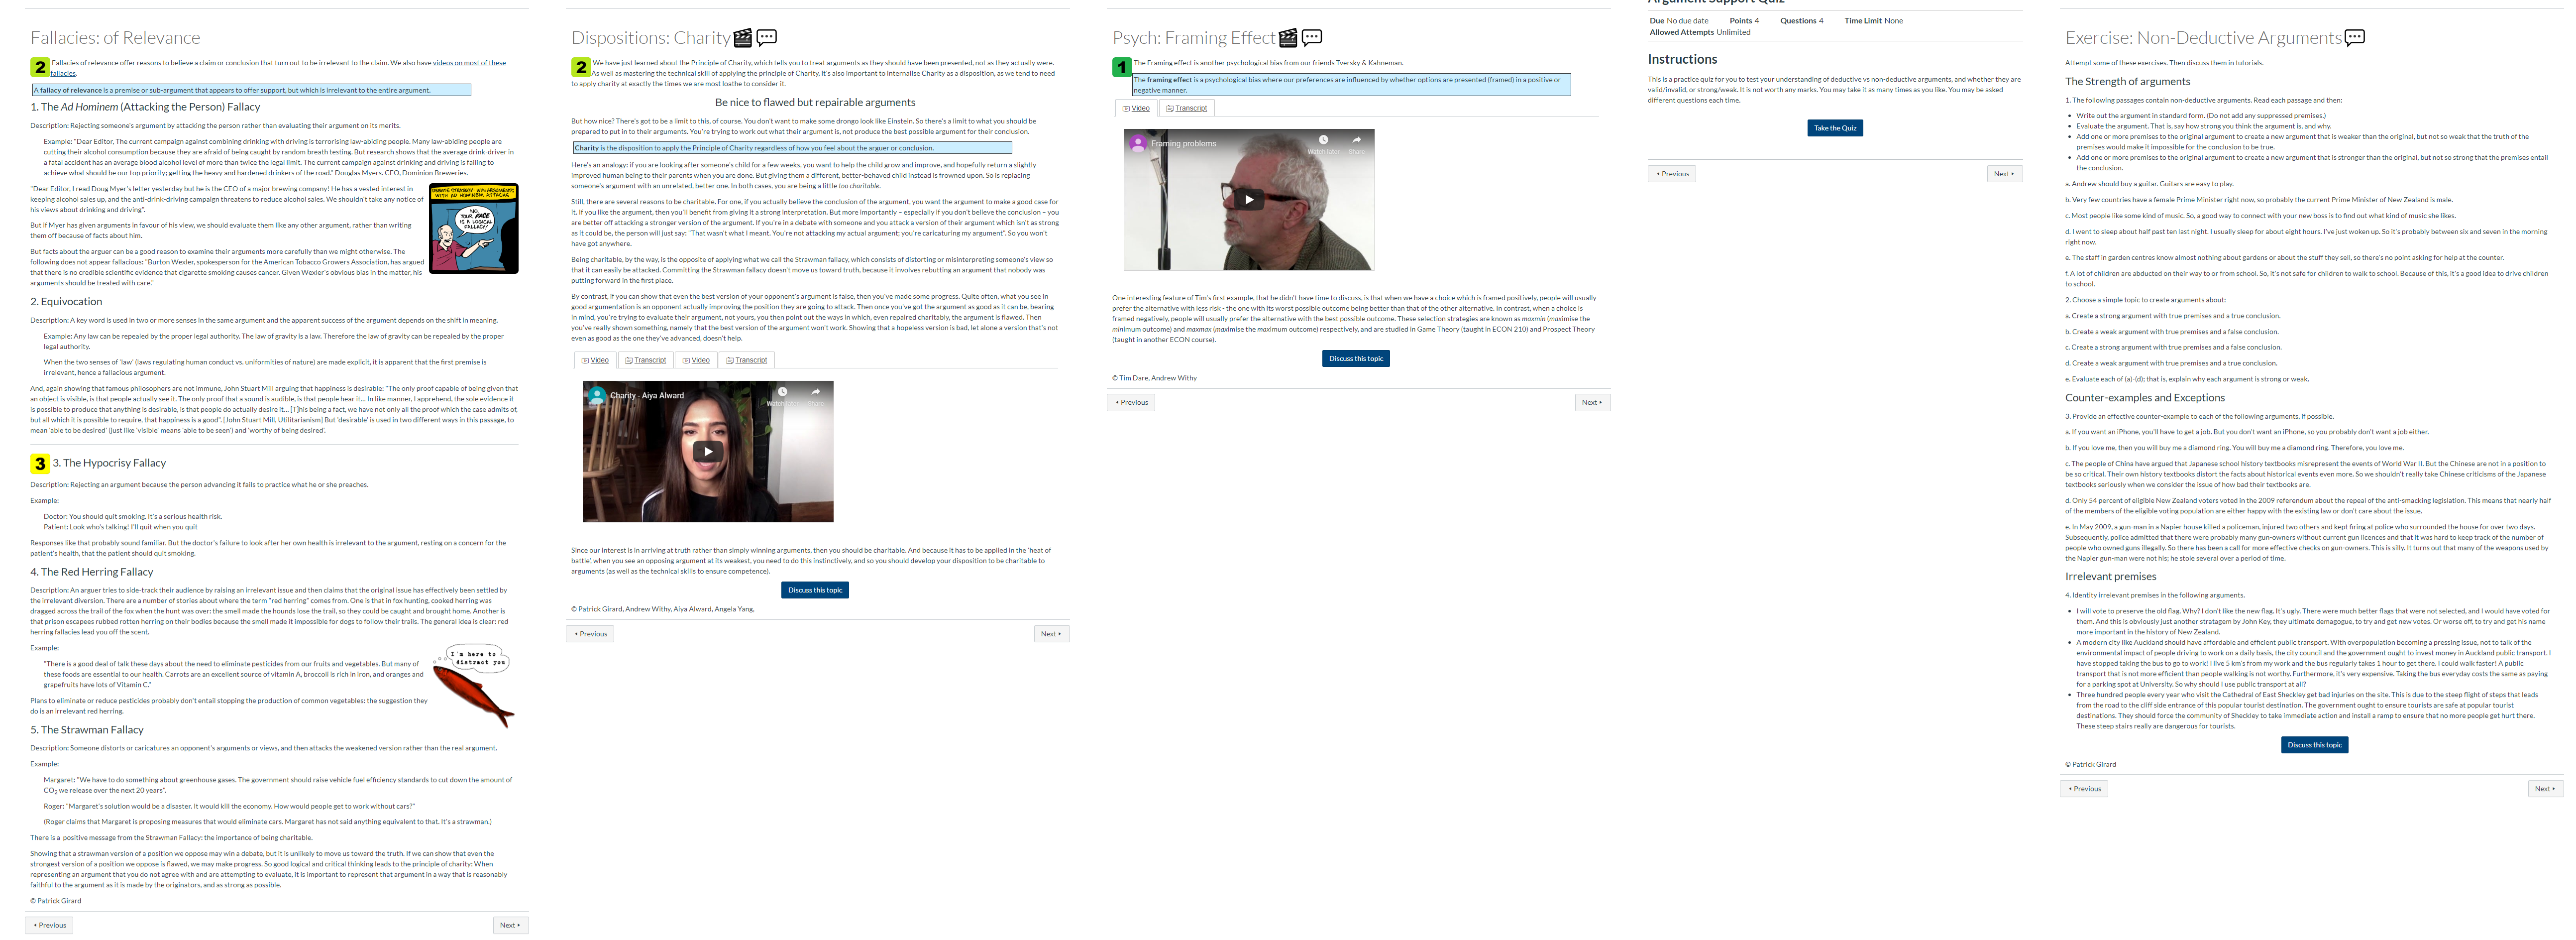 Fallacies: of Relevance
2 Fallacies of relevance offer reasons to believe a claim or conclusion that turn out to be irrelevant to the claim. We also have videos on most of these
fallacies.
A fallacy of relevance is a premise or sub-argument that appears to offer support, but which is irrelevant to the entire argument.
1. The Ad Hominem (Attacking the Person) Fallacy
Description: Rejecting someone's argument by attacking the person rather than evaluating their argument on its merits.
Example: "Dear Editor, The current campaign against combining drinking with driving is terrorising law-abiding people. Many law-abiding people are
cutting their alcohol consumption because they are afraid of being caught by random breath testing. But research shows that the average drink-driver in
a fatal accident has an average blood alcohol level of more than twice the legal limit. The current campaign against drinking and driving is failing to
achieve what should be our top priority; getting the heavy and hardened drinkers of the road." Douglas Myers. CEO, Dominion Breweries.
"Dear Editor, I read Doug Myer's letter yesterday but he is the CEO of a major brewing company! He has a vested interest in
keeping alcohol sales up, and the anti-drink-driving campaign threatens to reduce alcohol sales. We shouldn't take any notice of
his views about drinking and driving".
But if Myer has given arguments in favour of his view, we should evaluate them like any other argument, rather than writing
them off because of facts about him.
But facts about the arguer can be a good reason to examine their arguments more carefully than we might otherwise. The
following does not appear fallacious: "Burton Wexler, spokesperson for the American Tobacco Growers Association, has argued
that there is no credible scientific evidence that cigarette smoking causes cancer. Given Wexler's obvious bias in the matter, his
arguments should be treated with care."
DEBATE STRATEGY: WIN ARGUMENTS
WITH AD HOMINEM ATTACKS
NO,
YOUR FACE
IS A LOGICAL
FALLACY!
2. Equivocation
Description: A key word is used in two or more senses in the same argument and the apparent success of the argument depends on the shift in meaning.
Example: Any law can be repealed by the proper legal authority. The law of gravity is a law. Therefore the law of gravity can be repealed by the proper
legal authority.
When the two senses of 'law' (laws regulating human conduct vs. uniformities of nature) are made explicit, it is apparent that the first premise is
irrelevant, hence a fallacious argument.
And, again showing that famous philosophers are not immune, John Stuart Mill arguing that happiness is desirable: "The only proof capable of being given that
an object is visible, is that people actually see it. The only proof that a sound is audible, is that people hear it... In like manner, I apprehend, the sole evidence it
is possible to produce that anything is desirable, is that people do actually desire it... [T]his being a fact, we have not only all the proof which the case admits of,
but all which it is possible to require, that happiness is a good". [John Stuart Mill, Utilitarianism] But 'desirable' is used in two different ways in this passage, to
mean 'able to be desired' (just like 'visible' means 'able to be seen') and 'worthy of being desired'.
3 3. The Hypocrisy Fallacy
Description: Rejecting an argument because the person advancing it fails to practice what he or she preaches.
Example:
Doctor: You should quit smoking. It's a serious health risk.
Patient: Look who's talking! I'll quit when you quit
Responses like that probably sound familiar. But the doctor's failure to look after her own health is irrelevant to the argument, resting on a concern for the
patient's health, that the patient should quit smoking.
4. The Red Herring Fallacy
Description: An arguer tries to side-track their audience by raising an irrelevant issue and then claims that the original issue has effectively been settled by
the irrelevant diversion. There are a number of stories about where the term "red herring" comes from. One is that in fox hunting, cooked herring was
dragged across the trail of the fox when the hunt was over: the smell made the hounds lose the trail, so they could be caught and brought home. Another is
that prison escapees rubbed rotten herring on their bodies because the smell made it impossible for dogs to follow their trails. The general idea is clear: red
herring fallacies lead you off the scent.
Example:
"There is a good deal of talk these days about the need to eliminate pesticides from our fruits and vegetables. But many of
these foods are essential to our health. Carrots are an excellent source of vitamin A, broccoli is rich in iron, and oranges and
grapefruits have lots of Vitamin C."
I'm here to
distract you
Plans to eliminate or reduce pesticides probably don't entail stopping the production of common vegetables: the suggestion they
do is an irrelevant red herring.
5. The Strawman Fallacy
Description: Someone distorts or caricatures an opponent's arguments or views, and then attacks the weakened version rather than the real argument.
Example:
Margaret: "We have to do something about greenhouse gases. The government should raise vehicle fuel efficiency standards to cut down the amount of
CO2 we release over the next 20 years".
Roger: "Margaret's solution would be a disaster. It would kill the economy. How would people get to work without cars?"
(Roger claims that Margaret is proposing measures that would eliminate cars. Margaret has not said anything equivalent to that. It's a strawman.)
There is a positive message from the Strawman Fallacy: the importance of being charitable.
Showing that a strawman version of a position we oppose may win a debate, but it is unlikely to move us toward the truth. If we can show that even the
strongest version of a position we oppose is flawed, we may make progress. So good logical and critical thinking leads to the principle of charity: When
representing an argument that you do not agree with and are attempting to evaluate, it is important to represent that argument in a way that is reasonably
faithful to the argument as it is made by the originators, and as strong as possible.
© Patrick Girard
Previous
Next
Dispositions: Charity
2 We have just learned about the Principle of Charity, which tells you to treat arguments as they should have been presented, not as they actually were.
As well as mastering the technical skill of applying the principle of Charity, it's also important to internalise Charity as a disposition, as we tend to need
to apply charity at exactly the times we are most loathe to consider it.
Be nice to flawed but repairable arguments
But how nice? There's got to be a limit to this, of course. You don't want to make some drongo look like Einstein. So there's a limit to what you should be
prepared to put in to their arguments. You're trying to work out what their argument is, not produce the best possible argument for their conclusion.
Charity is the disposition to apply the Principle of Charity regardless of how you feel about the arguer or conclusion.
Here's an analogy: if you are looking after someone's child for a few weeks, you want to help the child grow and improve, and hopefully return a slightly
improved human being to their parents when you are done. But giving them a different, better-behaved child instead is frowned upon. So is replacing
someone's argument with an unrelated, better one. In both cases, you are being a little too charitable.
Still, there are several reasons to be charitable. For one, if you actually believe the conclusion of the argument, you want the argument to make a good case for
it. If you like the argument, then you'll benefit from giving it a strong interpretation. But more importantly – especially if you don't believe the conclusion – you
are better off attacking a stronger version of the argument. If you're in a debate with someone and you attack a version of their argument which isn't as strong
as it could be, the person will just say: "That wasn't what I meant. You're not attacking my actual argument; you're caricaturing my argument". So you won't
have got anywhere.
Being charitable, by the way, is the opposite of applying what we call the Strawman fallacy, which consists of distorting or misinterpreting someone's view so
that it can easily be attacked. Committing the Strawman fallacy doesn't move us toward truth, because it involves rebutting an argument that nobody was
putting forward in the first place.
By contrast, if you can show that even the best version of your opponent's argument is false, then you've made some progress. Quite often, what you see in
good argumentation is an opponent actually improving the position they are going to attack. Then once you've got the argument as good as it can be, bearing
in mind, you're trying to evaluate their argument, not yours, you then point out the ways in which, even repaired charitably, the argument is flawed. Then
you've really shown something, namely that the best version of the argument won't work. Showing that a hopeless version is bad, let alone a version that's not
even as good as the one they've advanced, doesn't help.
Video Transcript Video Transcript
Charity - Aiya Alward
Watch later Share
Since our interest is in arriving at truth rather than simply winning arguments, then you should be charitable. And because it has to be applied in the 'heat of
battle', when you see an opposing argument at its weakest, you need to do this instinctively, and so you should develop your disposition to be charitable to
arguments (as well as the technical skills to ensure competence).
Discuss this topic
© Patrick Girard, Andrew Withy, Aiya Alward, Angela Yang,
Previous
Next
Psych: Framing Effect
1 The Framing effect is another psychological bias from our friends Tversky & Kahneman.
The framing effect is a psychological bias where our preferences are influenced by whether options are presented (framed) in a positive or
negative manner.
Video Transcript
Framing problems
Watch later Share
One interesting feature of Tim's first example, that he didn't have time to discuss, is that when we have a choice which is framed positively, people will usually
prefer the alternative with less risk - the one with its worst possible outcome being better than that of the other alternative. In contrast, when a choice is
framed negatively, people will usually prefer the alternative with the best possible outcome. These selection strategies are known as maxmin (maximise the
minimum outcome) and maxmax (maximise the maximum outcome) respectively, and are studied in Game Theory (taught in ECON 210) and Prospect Theory
(taught in another ECON course).
Discuss this topic
© Tim Dare, Andrew Withy
Previous
Next
Argument Support Quiz
Due No due date Points 4 Questions 4 Time Limit None
Allowed Attempts Unlimited
Instructions
This is a practice quiz for you to test your understanding of deductive vs non-deductive arguments, and whether they are
valid/invalid, or strong/weak. It is not worth any marks. You may take it as many times as you like. You may be asked
different questions each time.
Take the Quiz
Previous
Next
Exercise: Non-Deductive Arguments
Attempt some of these exercises. Then discuss them in tutorials.
The Strength of arguments
1. The following passages contain non-deductive arguments. Read each passage and then:
• Write out the argument in standard form. (Do not add any suppressed premises.)
• Evaluate the argument. That is, say how strong you think the argument is, and why.
• Add one or more premises to the original argument to create a new argument that is weaker than the original, but not so weak that the truth of the
premises would make it impossible for the conclusion to be true.
• Add one or more premises to the original argument to create a new argument that is stronger than the original, but not so strong that the premises entail
the conclusion.
a. Andrew should buy a guitar. Guitars are easy to play.
b. Very few countries have a female Prime Minister right now, so probably the current Prime Minister of New Zealand is male.
c. Most people like some kind of music. So, a good way to connect with your new boss is to find out what kind of music she likes.
d. I went to sleep about half past ten last night. I usually sleep for about eight hours. I've just woken up. So it's probably between six and seven in the morning
right now.
e. The staff in garden centres know almost nothing about gardens or about the stuff they sell, so there's no point asking for help at the counter.
f. A lot of children are abducted on their way to or from school. So, it's not safe for children to walk to school. Because of this, it's a good idea to drive children
to school.
2. Choose a simple topic to create arguments about:
a. Create a strong argument with true premises and a true conclusion.
b. Create a weak argument with true premises and a false conclusion.
c. Create a strong argument with true premises and a false conclusion.
d. Create a weak argument with true premises and a true conclusion.
e. Evaluate each of (a)-(d); that is, explain why each argument is strong or weak.
Counter-examples and Exceptions
3. Provide an effective counter-example to each of the following arguments, if possible.
a. If you want an iPhone, you'll have to get a job. But you don't want an iPhone, so you probably don't want a job either.
b. If you love me, then you will buy me a diamond ring. You will buy me a diamond ring. Therefore, you love me.
c. The people of China have argued that Japanese school history textbooks misrepresent the events of World War II. But the Chinese are not in a position to
be so critical. Their own history textbooks distort the facts about historical events even more. So we shouldn't really take Chinese criticisms of the Japanese
textbooks seriously when we consider the issue of how bad their textbooks are.
d. Only 54 percent of eligible New Zealand voters voted in the 2009 referendum about the repeal of the anti-smacking legislation. This means that nearly half
of the members of the eligible voting population are either happy with the existing law or don't care about the issue.
e. In May 2009, a gun-man in a Napier house killed a policeman, injured two others and kept firing at police who surrounded the house for over two days.
Subsequently, police admitted that there were probably many gun-owners without current gun licences and that it was hard to keep track of the number of
people who owned guns illegally. So there has been a call for more effective checks on gun-owners. This is silly. It turns out that many of the weapons used by
the Napier gun-man were not his; he stole several over a period of time.
Irrelevant premises
4. Identity irrelevant premises in the following arguments.
• I will vote to preserve the old flag. Why? I don't like the new flag. It's ugly. There were much better flags that were not selected, and I would have voted for
them. And this is obviously just another stratagem by John Key, they ultimate demagogue, to try and get new votes. Or worse off, to try and get his name
more important in the history of New Zealand.
• A modern city like Auckland should have affordable and efficient public transport. With overpopulation becoming a pressing issue, not to talk of the
environmental impact of people driving to work on a daily basis, the city council and the government ought to invest money in Auckland public transport. I
have stopped taking the bus to go to work! I live 5 km's from my work and the bus regularly takes 1 hour to get there. I could walk faster! A public
transport that is not more efficient than people walking is not worthy. Furthermore, it's very expensive. Taking the bus everyday costs the same as paying
for a parking spot at University. So why should I use public transport at all?
• Three hundred people every year who visit the Cathedral of East Sheckley get bad injuries on the site. This is due to the steep flight of steps that leads
from the road to the cliff side entrance of this popular tourist destination. The government ought to ensure tourists are safe at popular tourist
destinations. They should force the community of Sheckley to take immediate action and install a ramp to ensure that no more people get hurt there.
These steep stairs really are dangerous for tourists.
Discuss this topic
© Patrick Girard
Previous
Next